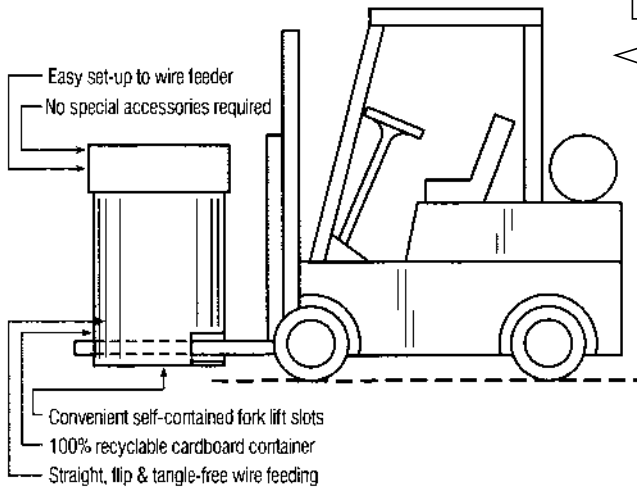 Easy set-up to wire feeder
No special accessories required
Convenient self-contained fork lift slots
100% recyclable cardboard container
Straight, flip & tangle-free wire feeding